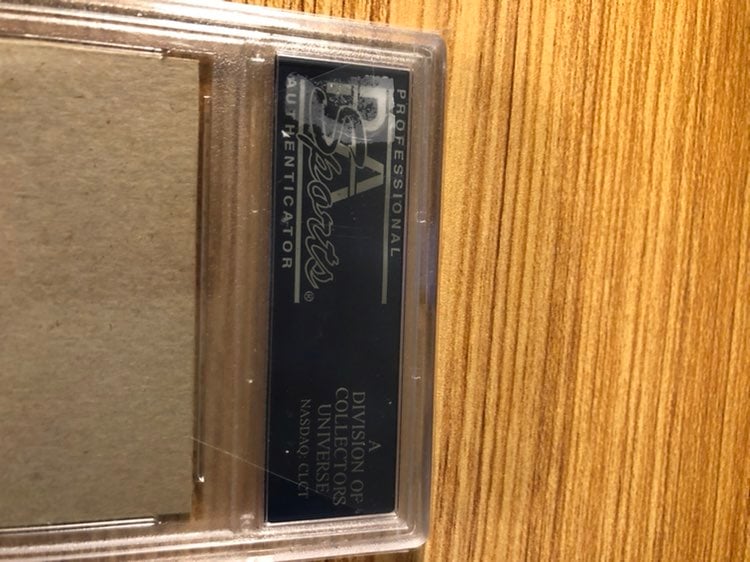 PROFESSIONAL
PSA
Sports®
AUTHENTICATOR
A
DIVISION OF
COLLECTORS
UNIVERSE
NASDAQ: CLCT